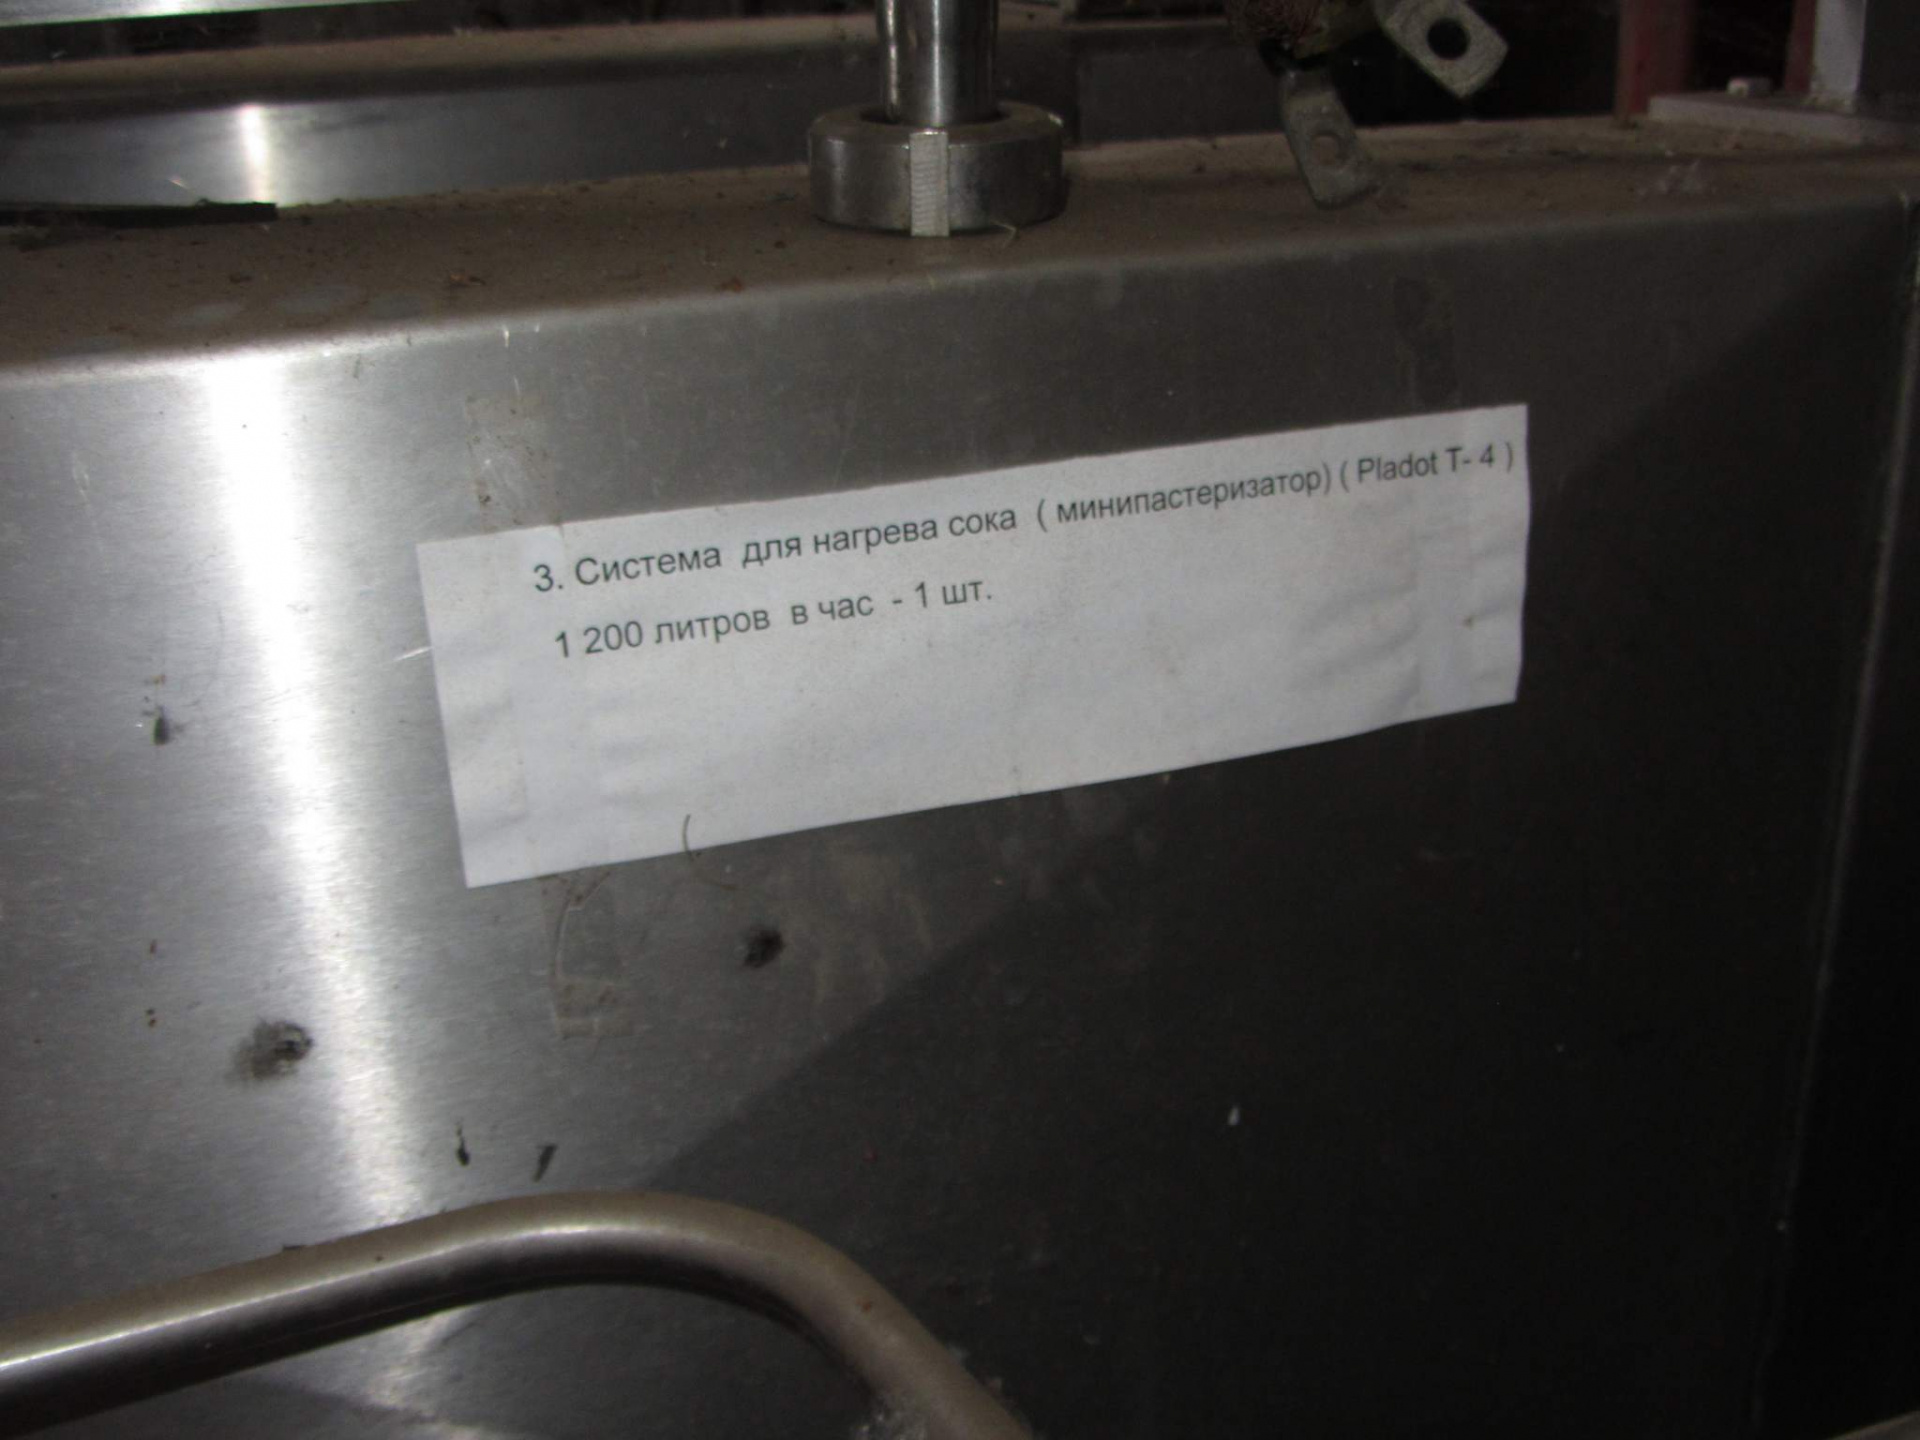 3. Система для нагрева сока ( минипастеризатор) ( Pladot T- 4 )
1 200 литров в час - 1 шт.